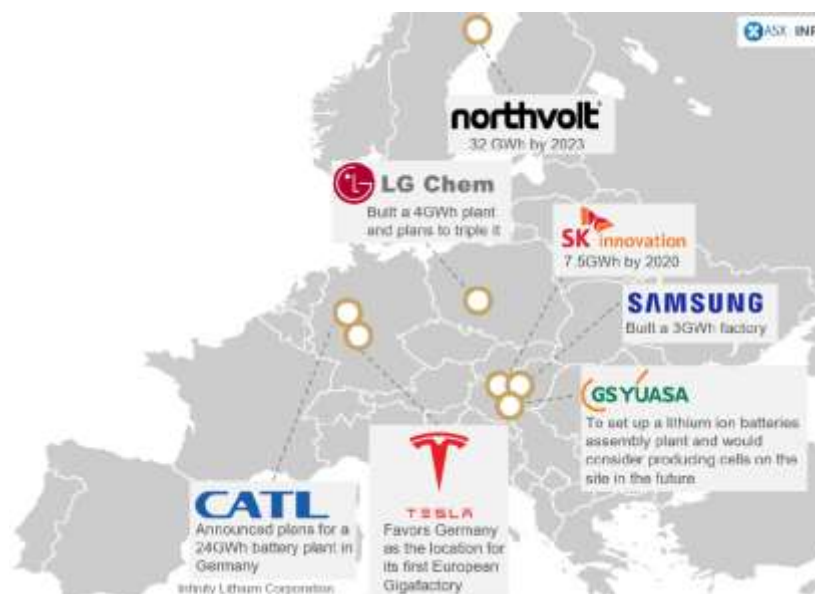 ASX INF
northvolt
32 GWh by 2023
LG Chem
Built a 4GWh plant
and plans to triple it
SK innovation
7.5GWh by 2020
SAMSUNG
Built a 3GWh factory
GS YUASA
To set up a lithium ion batteries
assembly plant and would
consider producing cells on the
site in the future
TESLA
Favors Germany
as the location for
its first European
Gigafactory
CATL
Announced plans for a
24GWh battery plant in
Germany
Infinity Lithium Corporation